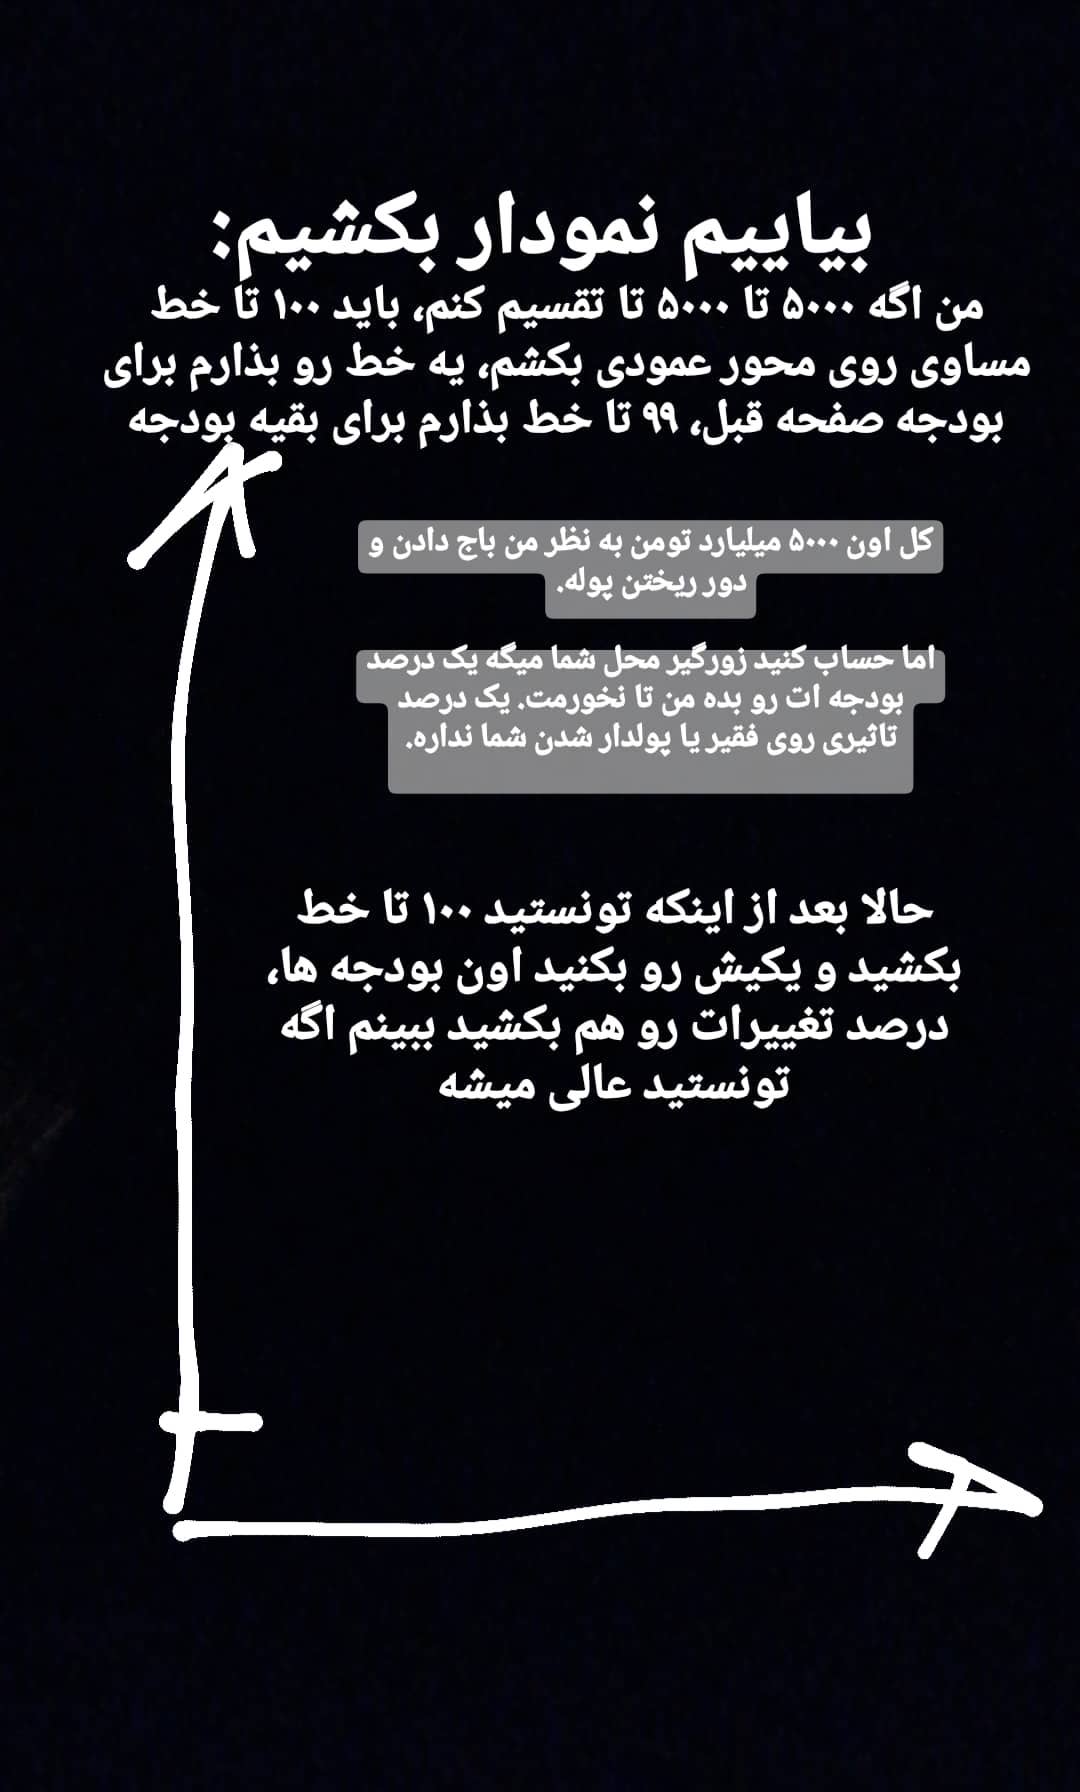 بیاییم نمودار بکشیم:
من اگه ۵۰۰۰ تا ۵۰۰۰ تا تقسیم کنم، باید ۱۰۰ تا خط
مساوی روی محور عمودی بکشم، یه خط رو بذارم برای
بودجه صفحه قبل، ۹۹ تا خط بذارم برای بقیه بودجه
کل اون ۵۰۰۰ میلیارد تومن به نظر من باج دادن و
دور ریختن پوله.
اما حساب کنید زورگیر محل شما میگه یک درصد
بودجه ات رو بده من تا نخورمت. یک درصد
تاثیری روی فقیر یا پولدار شدن شما نداره.
حالا بعد از اینکه تونستید ۱۰۰ تا خط
بکشید و یکیش رو بکنید اون بودجه ها،
درصد تغییرات رو هم بکشید ببینم اگه
تونستید عالی میشه